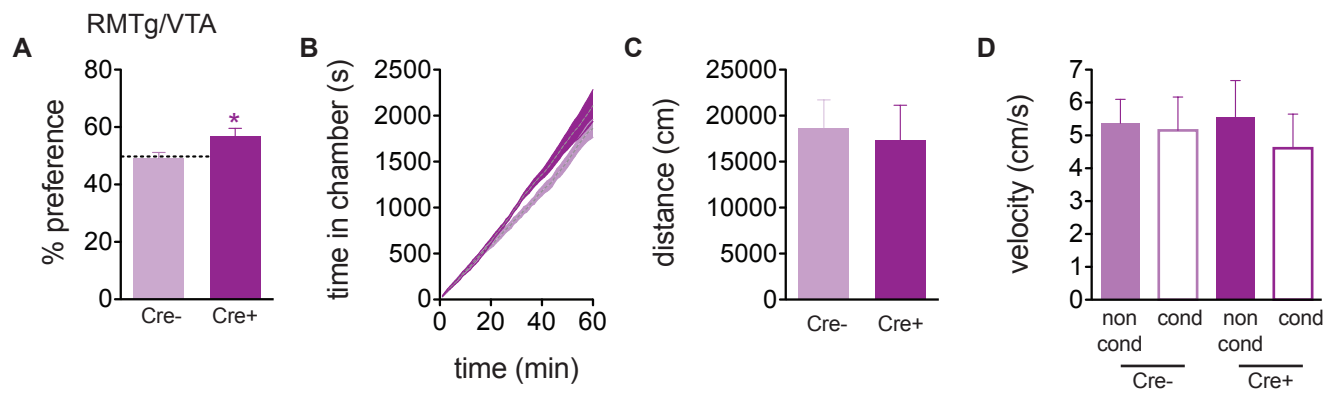 RMTg/VTA
A
% preference
80
60
40
20
0
*
Cre-
Cre+
B
time in chamber (s)
2500
2000
1500
1000
500
0
0 20 40 60
time (min)
C
distance (cm)
25000
20000
15000
10000
5000
0
Cre-
Cre+
D
velocity (cm/s)
7
6
5
4
3
2
1
0
non cond
cond
non cond
cond
Cre-
Cre+